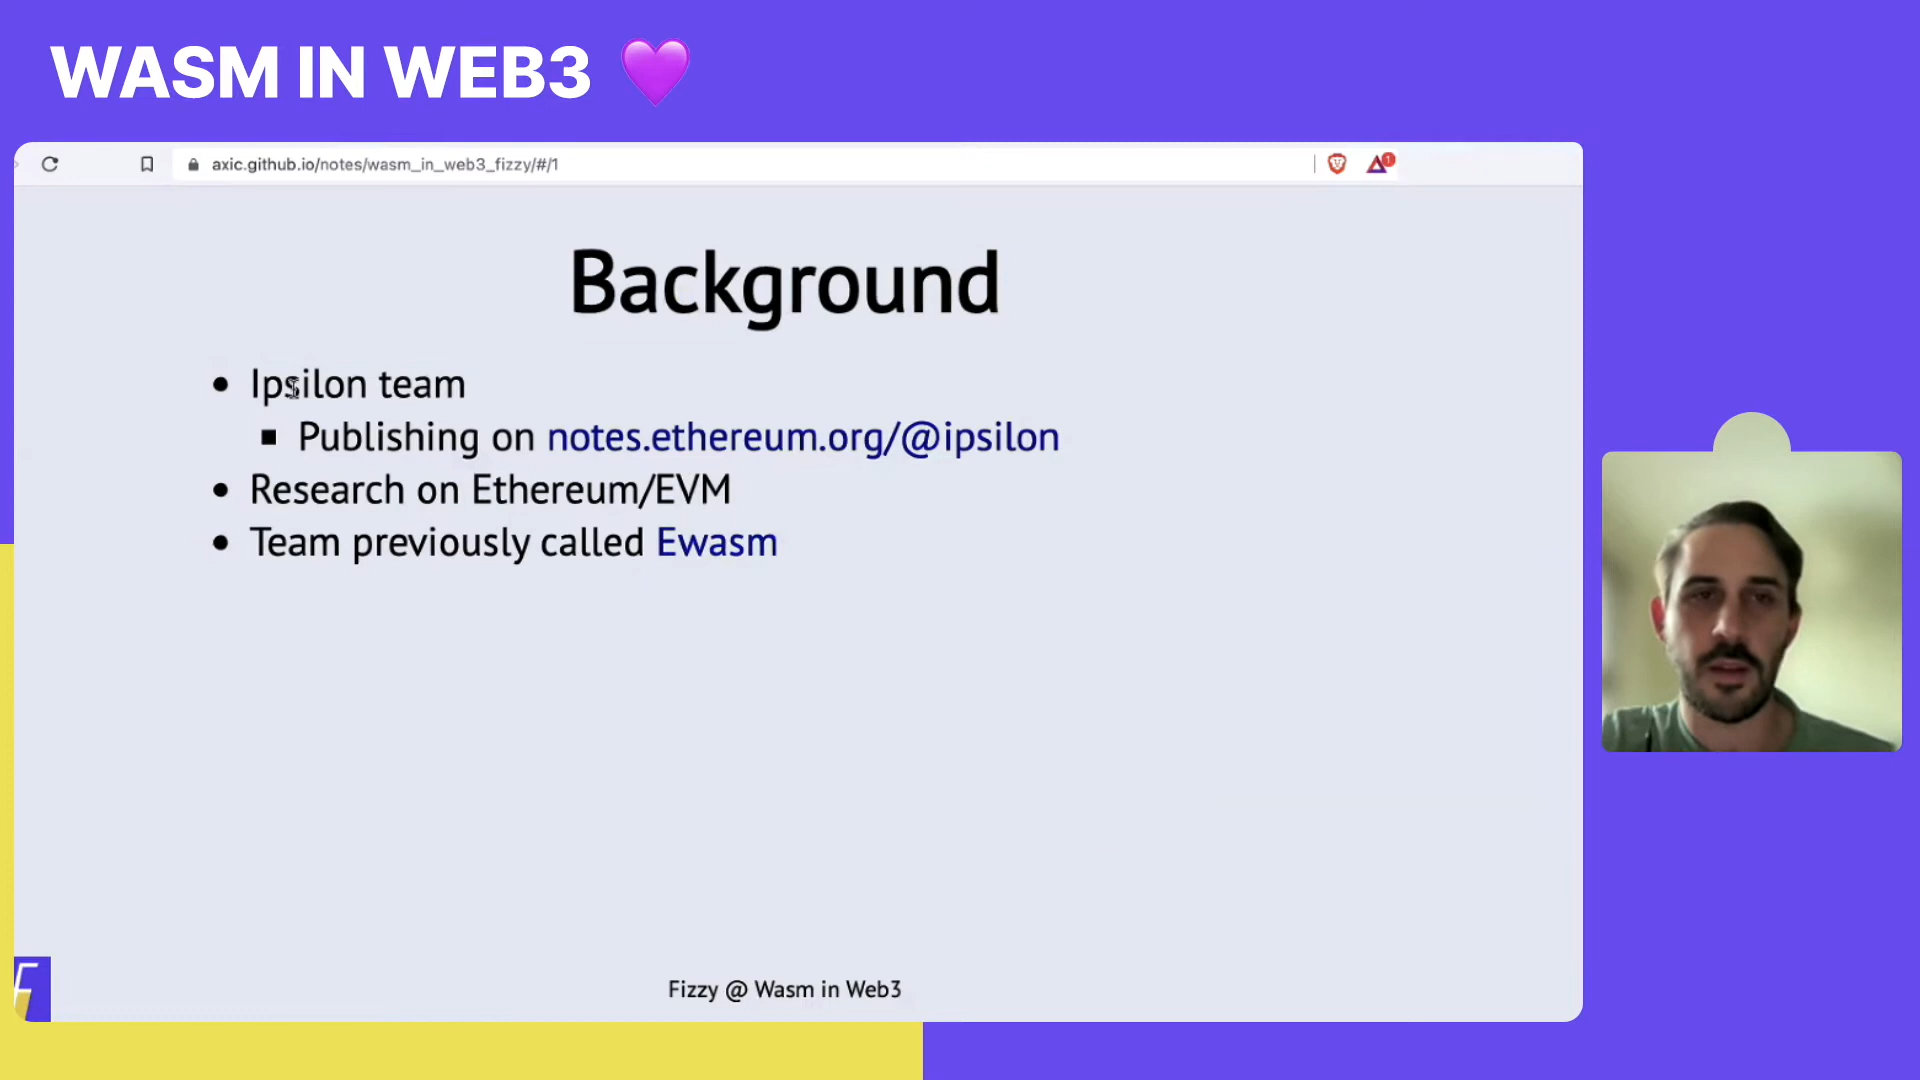 WASM IN WEB3 💜
axic.github.io/notes/wasm_in_web3_fizzy/#/1
1
Background
Ipsilon team
Publishing on notes.ethereum.org/@ipsilon
Research on Ethereum/EVM
Team previously called Ewasm
F
Fizzy @ Wasm in Web3